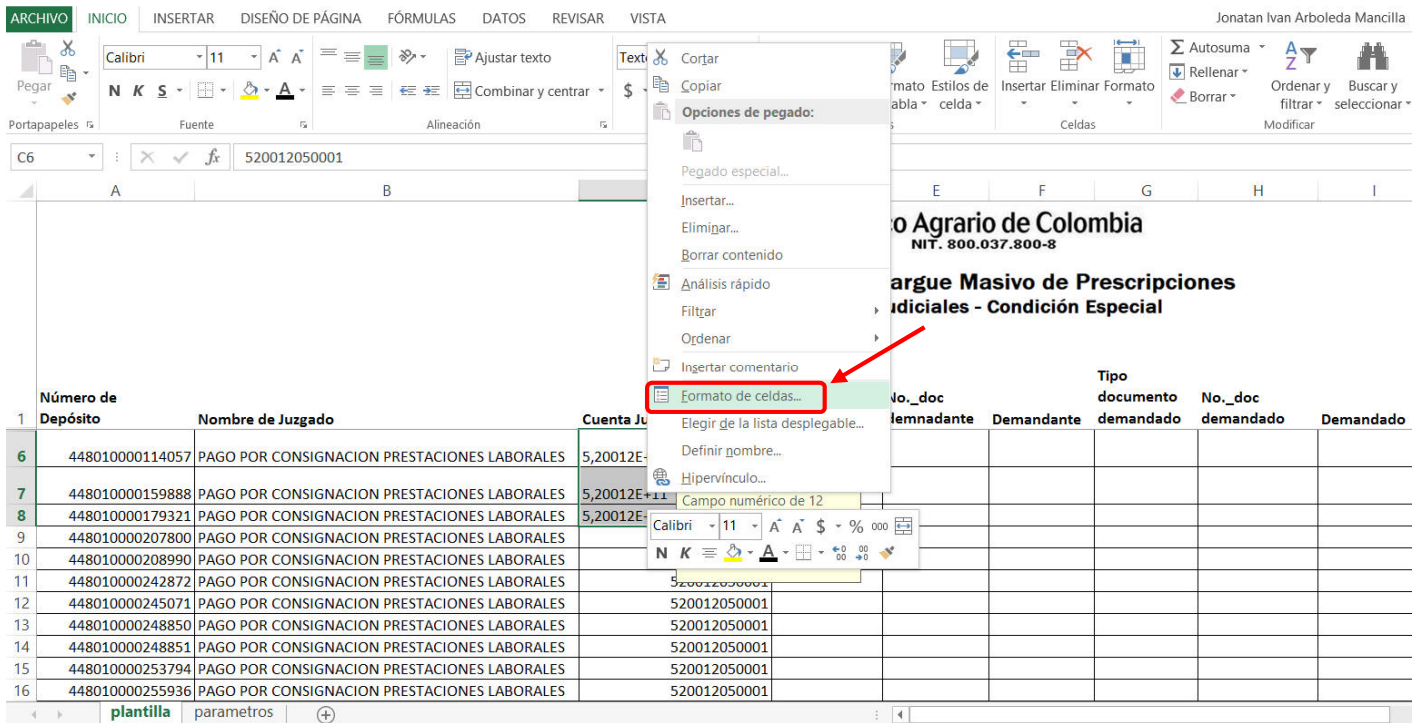 ARCHIVO INICIO INSERTAR DISEÑO DE PÁGINA FÓRMULAS DATOS REVISAR VISTA Jonatan Ivan Arboleda Mancilla
Calibri 11 Ajustar texto Text
Pegar
N K S A Combinar y centrar $
rmato Estilos de Insertar Eliminar Formato
abla celda
Autosuma
Rellenar
Borrar
Ordenar y Buscar y
filtrar seleccionar
Portapapeles Fuente Alineación Celdas Modificar
C6 fx 520012050001
A B E F G H I
Cortar
Copiar
Opciones de pegado:
Pegado especial...
Insertar...
Eliminar...
Borrar contenido
Análisis rápido
Filtrar
Ordenar
Insertar comentario
Formato de celdas...
Elegir de la lista desplegable...
Definir nombre...
Hipervínculo...
Campo numérico de 12
Calibri 11 A A $ % 000
N K A
o Agrario de Colombia
NIT. 800.037.800-8
argue Masivo de Prescripciones
udiciales - Condición Especial
1 Número de Depósito Nombre de Juzgado Cuenta Ju No._doc demnadante Demandante Tipo documento demandado No._doc demandado Demandado
6 448010000114057 PAGO POR CONSIGNACION PRESTACIONES LABORALES 5,20012E+
7 448010000159888 PAGO POR CONSIGNACION PRESTACIONES LABORALES 5,20012E+11
8 448010000179321 PAGO POR CONSIGNACION PRESTACIONES LABORALES 5,20012E+
9 448010000207800 PAGO POR CONSIGNACION PRESTACIONES LABORALES
10 448010000208990 PAGO POR CONSIGNACION PRESTACIONES LABORALES
11 448010000242872 PAGO POR CONSIGNACION PRESTACIONES LABORALES 520012050001
12 448010000245071 PAGO POR CONSIGNACION PRESTACIONES LABORALES 520012050001
13 448010000248850 PAGO POR CONSIGNACION PRESTACIONES LABORALES 520012050001
14 448010000248851 PAGO POR CONSIGNACION PRESTACIONES LABORALES 520012050001
15 448010000253794 PAGO POR CONSIGNACION PRESTACIONES LABORALES 520012050001
16 448010000255936 PAGO POR CONSIGNACION PRESTACIONES LABORALES 520012050001
plantilla parametros